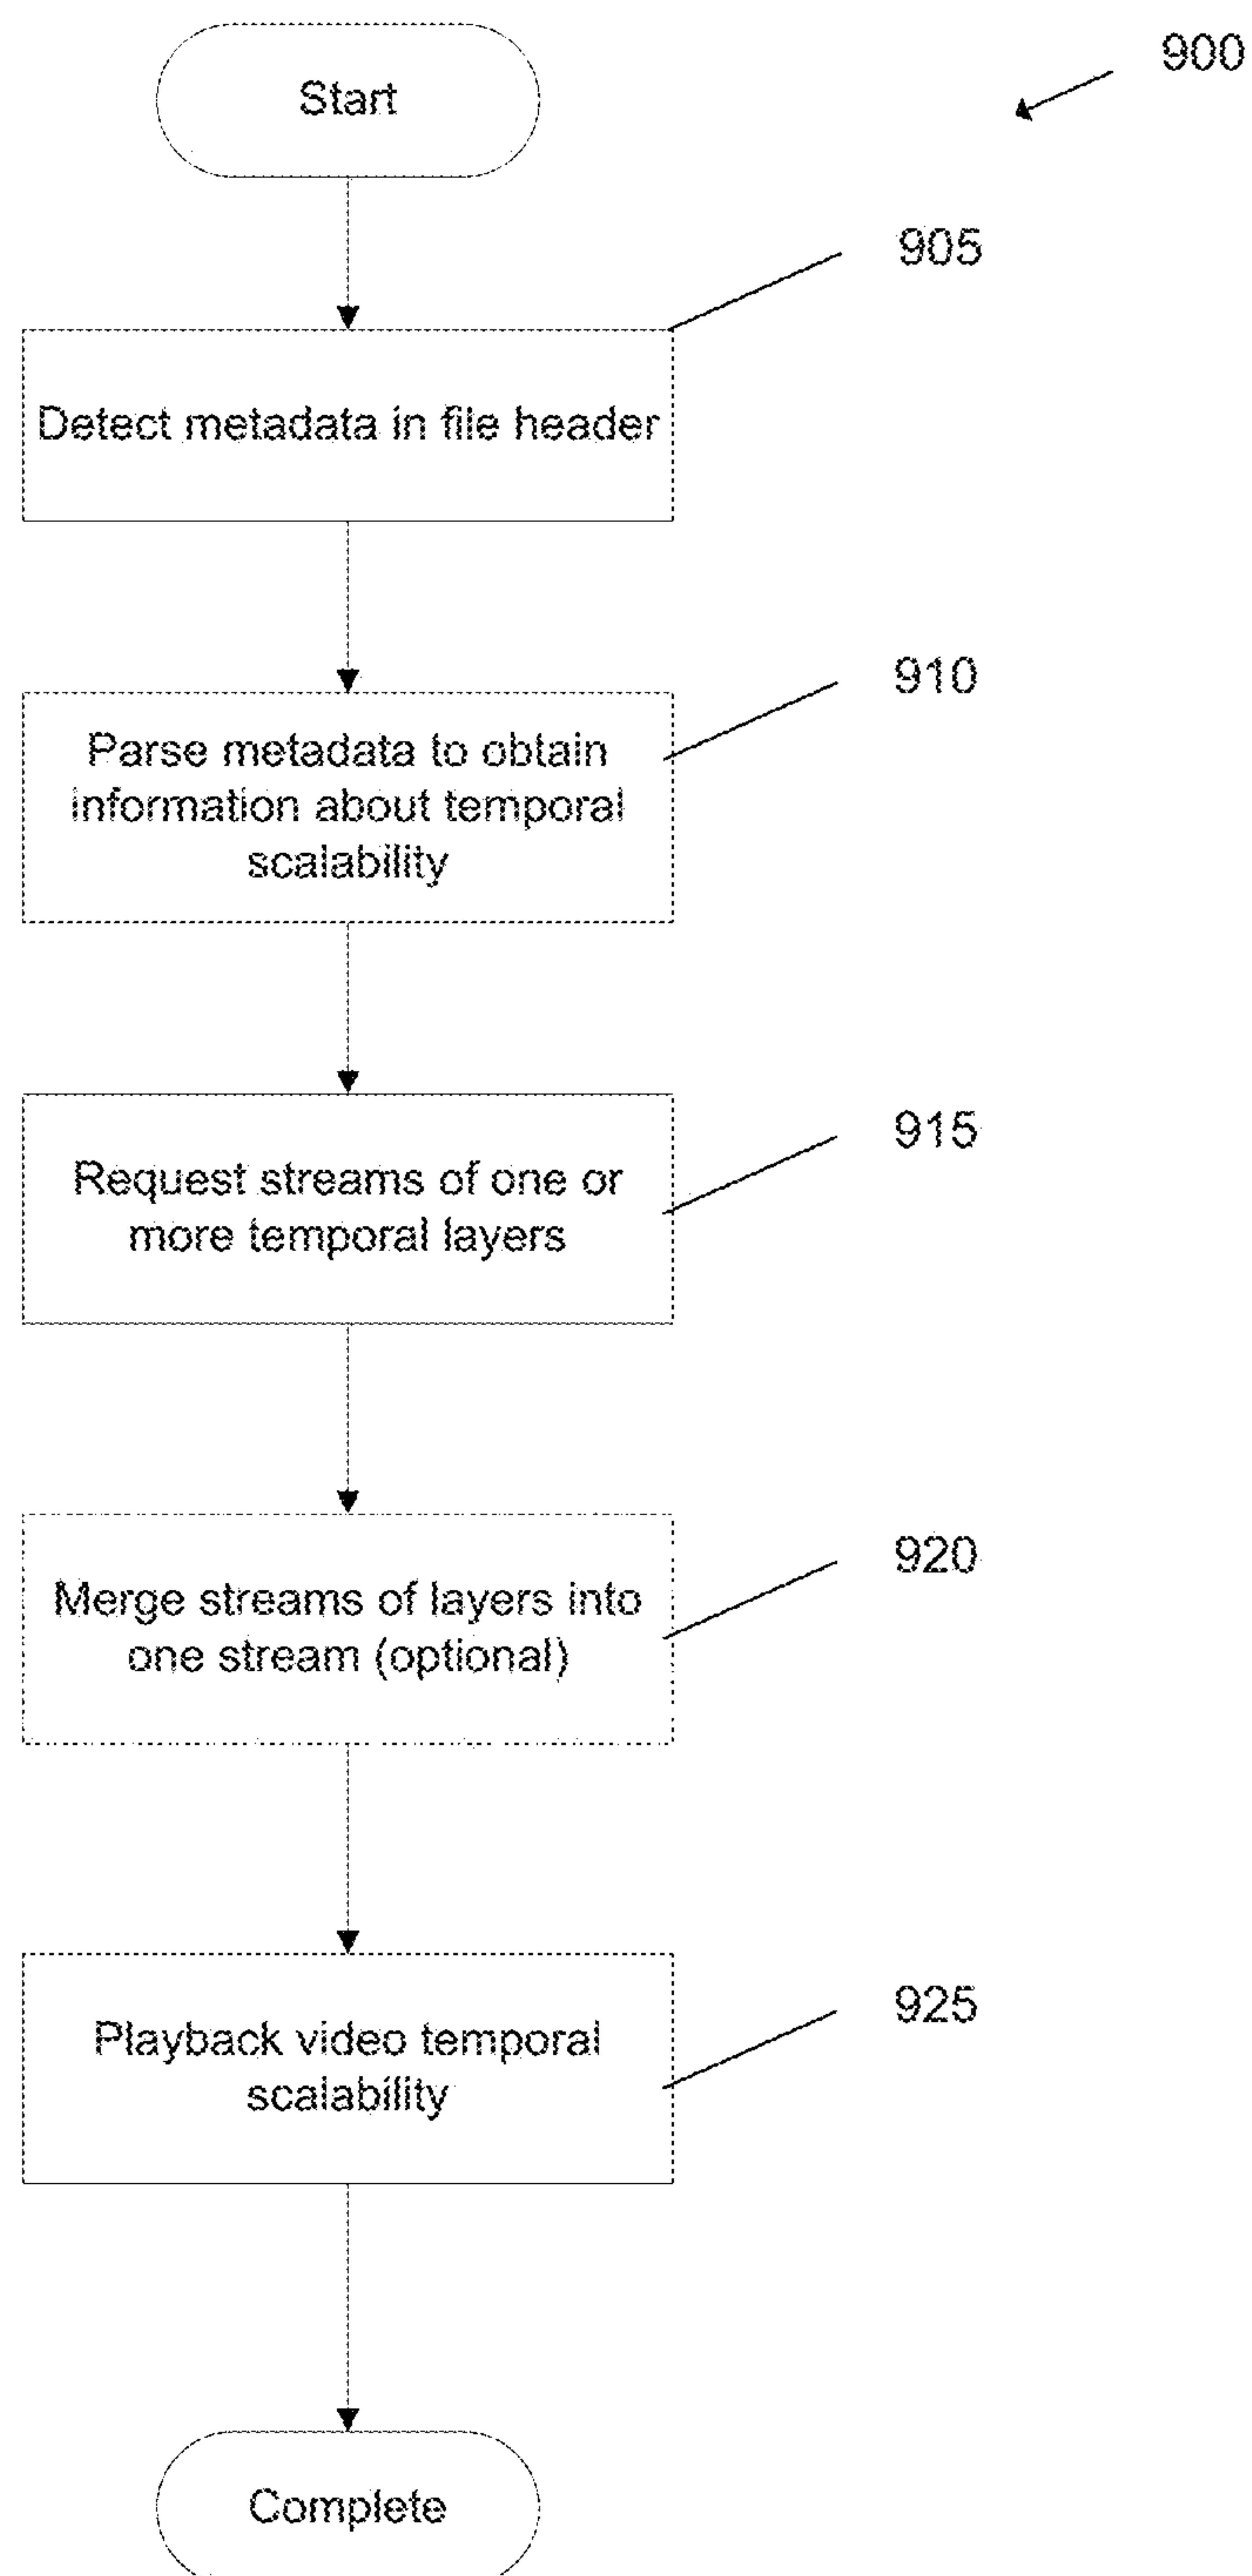 900
Start
905
Detect metadata in file header
910
Parse metadata to obtain
information about temporal
scalability
915
Request streams of one or
more temporal layers
920
Merge streams of layers into
one stream (optional)
925
Playback video temporal
scalability
Complete